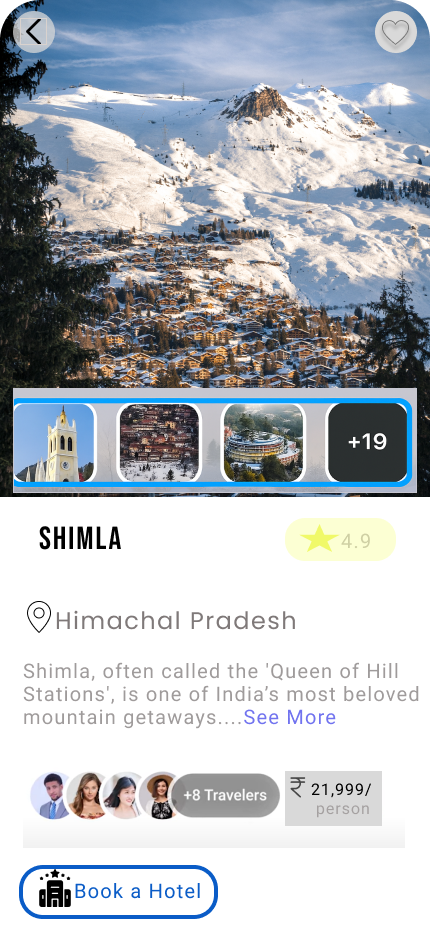 +19
SHIMLA
4.9
Himachal Pradesh
Shimla, often called the 'Queen of Hill
Stations', is one of India’s most beloved
mountain getaways....See More
+8 Travelers
₹ 21,999/
person
Book a Hotel